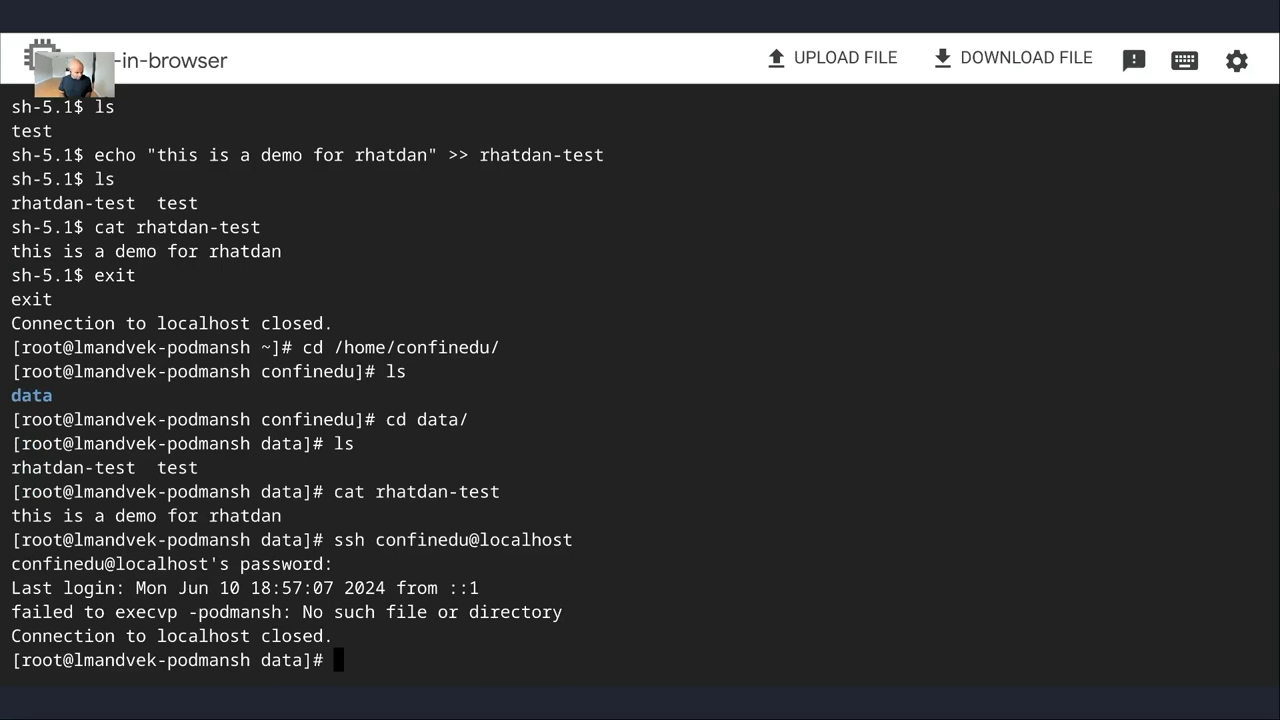 -in-browser
UPLOAD FILE
DOWNLOAD FILE
sh-5.1$ ls
test
sh-5.1$ echo "this is a demo for rhatdan" >> rhatdan-test
sh-5.1$ ls
rhatdan-test  test
sh-5.1$ cat rhatdan-test
this is a demo for rhatdan
sh-5.1$ exit
exit
Connection to localhost closed.
[root@lmandvek-podmansh ~]# cd /home/confinedu/
[root@lmandvek-podmansh confinedu]# ls
data
[root@lmandvek-podmansh confinedu]# cd data/
[root@lmandvek-podmansh data]# ls
rhatdan-test  test
[root@lmandvek-podmansh data]# cat rhatdan-test
this is a demo for rhatdan
[root@lmandvek-podmansh data]# ssh confinedu@localhost
confinedu@localhost's password:
Last login: Mon Jun 10 18:57:07 2024 from ::1
failed to execvp -podmansh: No such file or directory
Connection to localhost closed.
[root@lmandvek-podmansh data]#